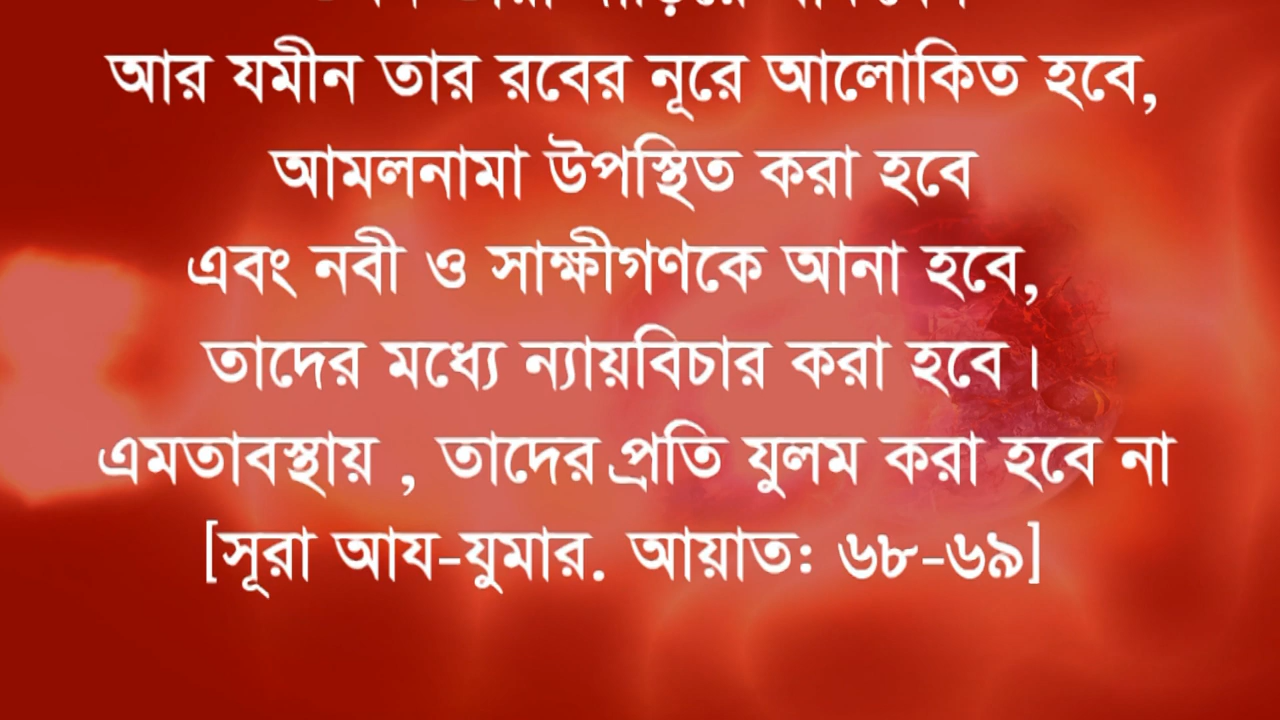 আর যমীন তার রবের নূরে আলোকিত হবে,
আমলনামা উপস্থিত করা হবে
এবং নবী ও সাক্ষীগণকে আনা হবে,
তাদের মধ্যে ন্যায়বিচার করা হবে ।
এমতাবস্থায় , তাদের প্রতি যুলম করা হবে না
[সূরা আয-যুমার. আয়াত: ৬৮-৬৯]